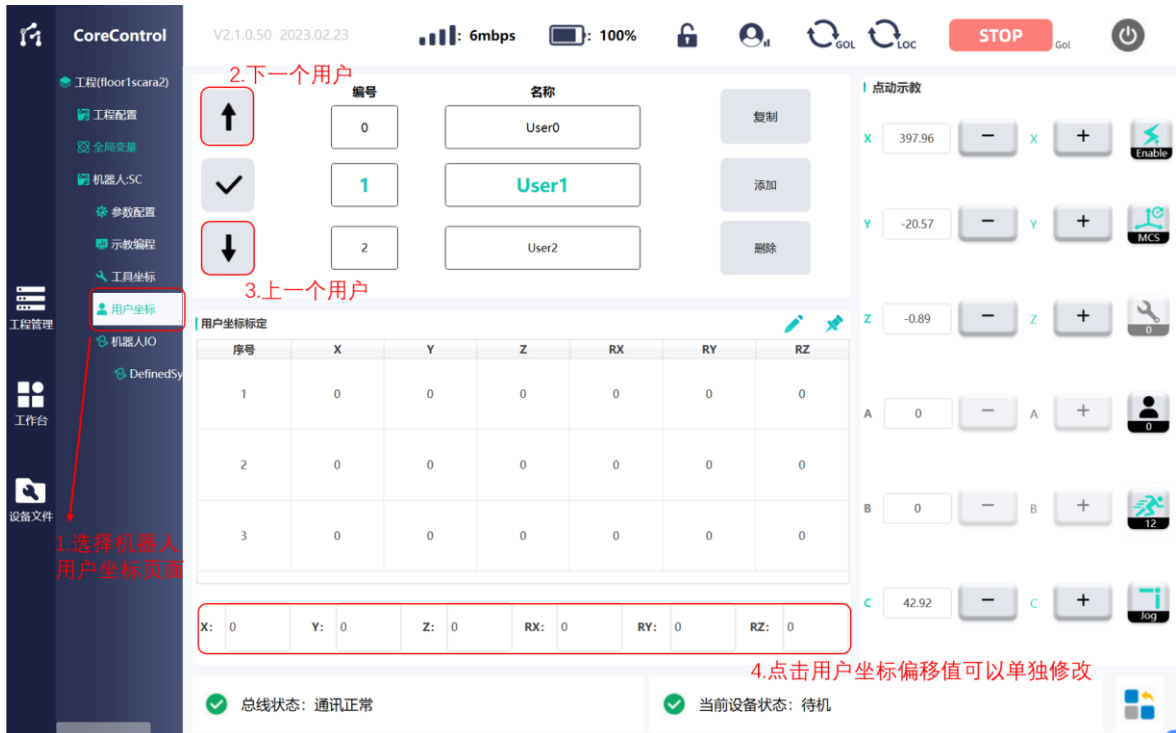 CoreControl
V2.1.0.50 2023.02.23
: 6mbps
: 100%
GOL
LOC
STOP
Gol
工程(floor1scara2)
工程配置
全局变量
机器人:SC
参数配置
示教编程
工具坐标
用户坐标
机器人IO
DefinedSy
工程管理
工作台
设备文件
1.选择机器人
用户坐标页面
2.下一个用户
编号 名称
0 User0 复制
1 User1 添加
2 User2 删除
3.上一个用户
用户坐标标定
序号 X Y Z RX RY RZ
1 0 0 0 0 0 0
2 0 0 0 0 0 0
3 0 0 0 0 0 0
X: 0 Y: 0 Z: 0 RX: 0 RY: 0 RZ: 0
4.点击用户坐标偏移值可以单独修改
点动示教
X 397.96 − X + Enable
Y -20.57 − Y + MCS
Z -0.89 − Z + 0
A 0 − A + 0
B 0 − B + 12
C 42.92 − C + Jog
总线状态：通讯正常
当前设备状态：待机